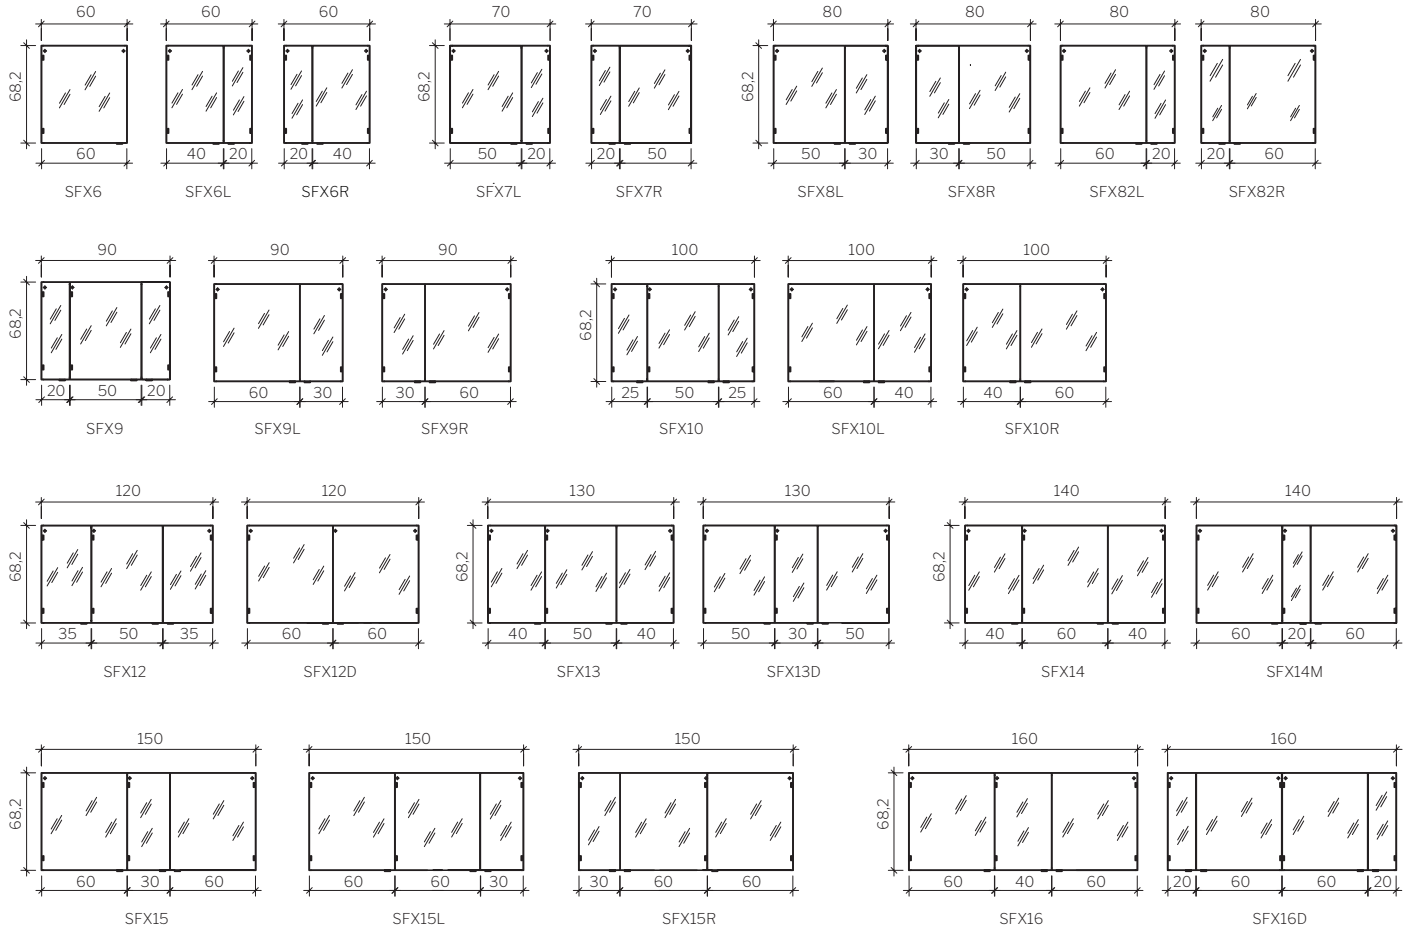 60 60 60 70 70 80 80 80 80
68,2 68,2 68,2
60 40 20 20 40 50 20 20 50 50 30 30 50 60 20 20 60
SFX6 SFX6L SFX6R SFX7L SFX7R SFX8L SFX8R SFX82L SFX82R
90 90 90 100 100 100
68,2 68,2
20 50 20 60 30 30 60 25 50 25 60 40 40 60
SFX9 SFX9L SFX9R SFX10 SFX10L SFX10R
120 120 130 130 140 140
68,2 68,2 68,2
35 50 35 60 60 40 50 40 50 30 50 40 60 40 60 20 60
SFX12 SFX12D SFX13 SFX13D SFX14 SFX14M
150 150 150 160 160
68,2 68,2
60 30 60 60 60 30 30 60 60 60 40 60 20 60 60 20
SFX15 SFX15L SFX15R SFX16 SFX16D